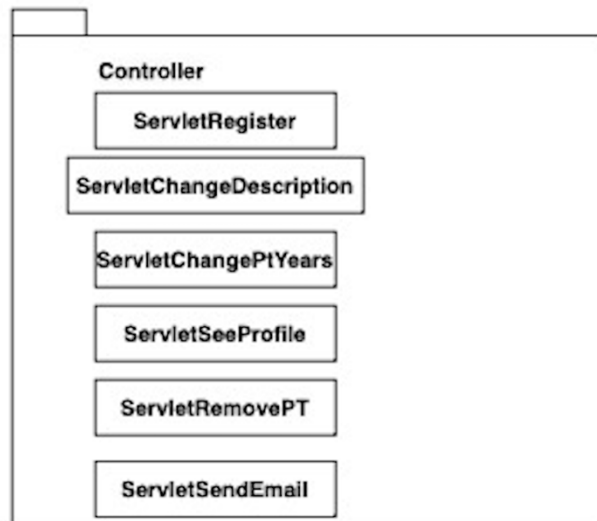 Controller
ServletRegister
ServletChangeDescription
ServletChangePtYears
ServletSeeProfile
ServletRemovePT
ServletSendEmail